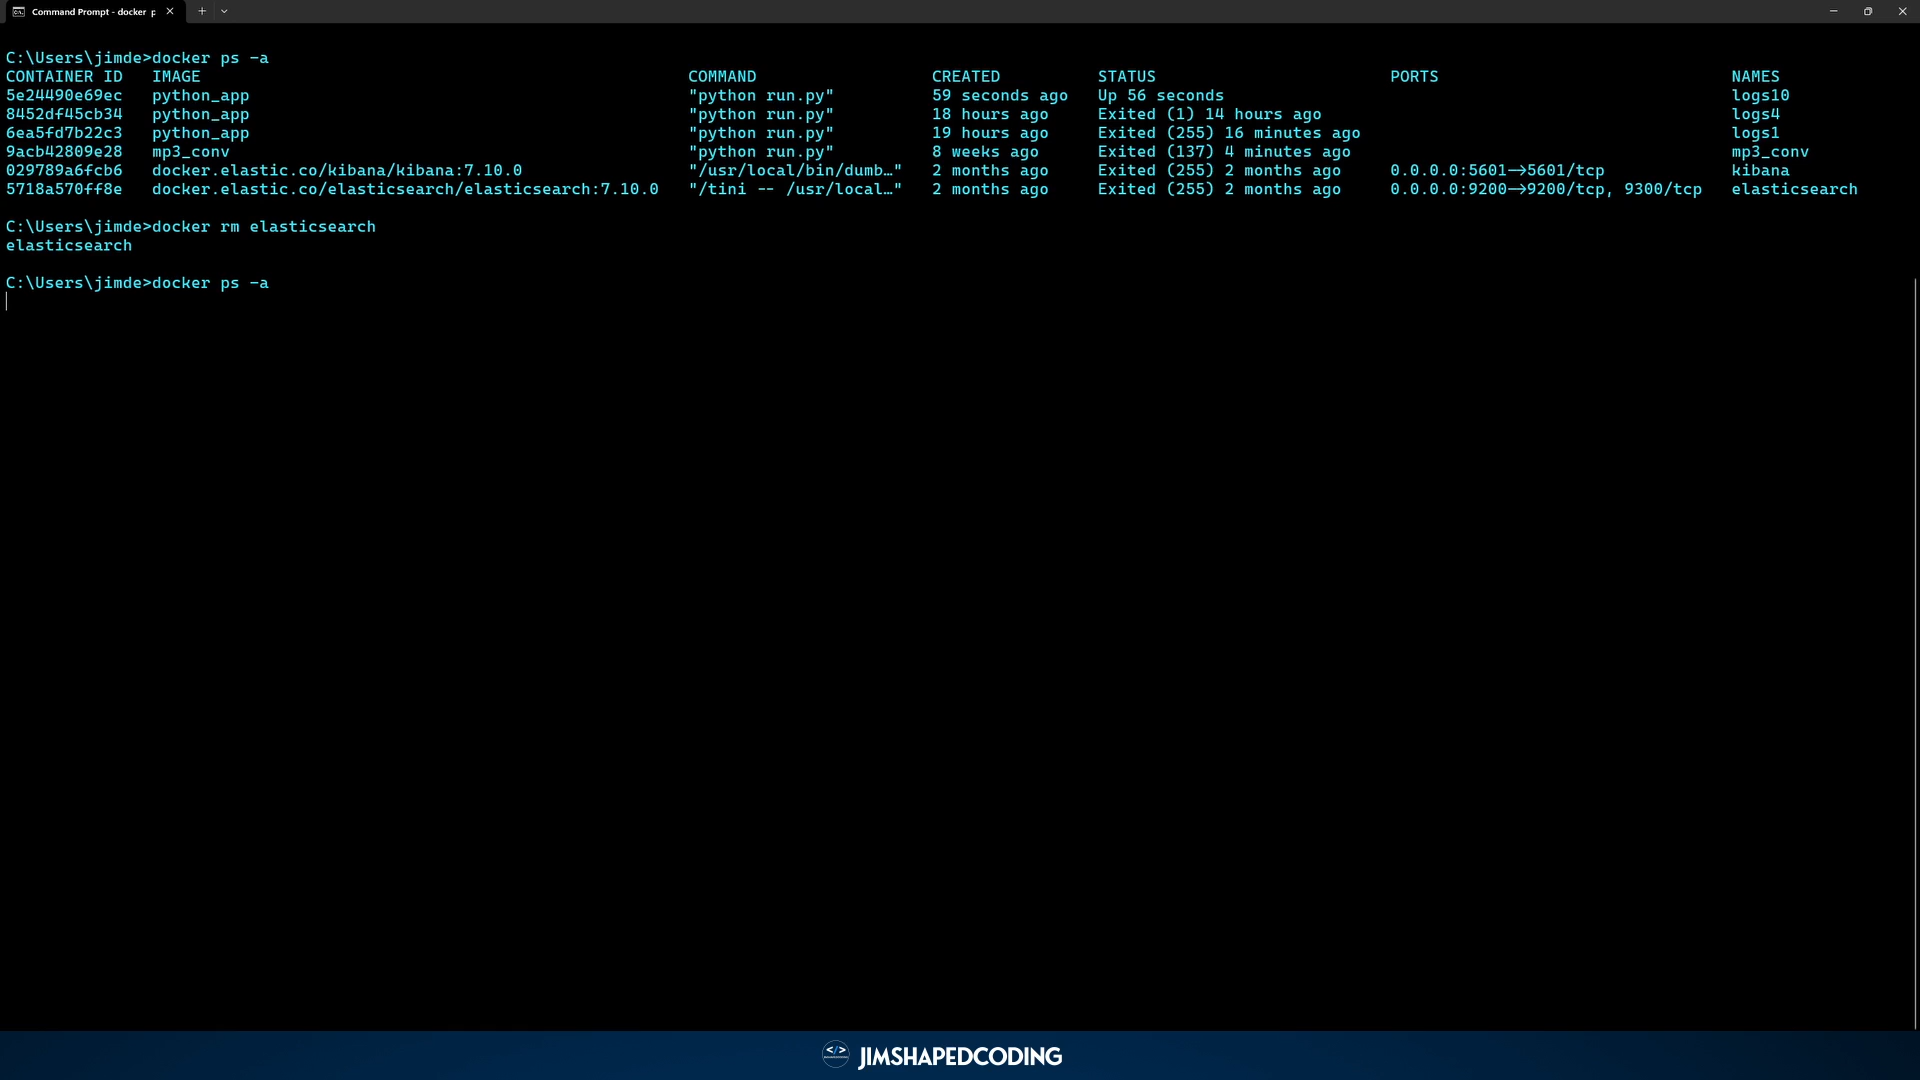 Command Prompt - docker p
C:\Users\jimde>docker ps -a
CONTAINER ID   IMAGE                                                  COMMAND                  CREATED          STATUS                        PORTS                              NAMES
5e24490e69ec   python_app                                             "python run.py"          59 seconds ago   Up 56 seconds                                                    logs10
8452df45cb34   python_app                                             "python run.py"          18 hours ago     Exited (1) 14 hours ago                                          logs4
6ea5fd7b22c3   python_app                                             "python run.py"          19 hours ago     Exited (255) 16 minutes ago                                      logs1
9acb42809e28   mp3_conv                                               "python run.py"          8 weeks ago      Exited (137) 4 minutes ago                                       mp3_conv
029789a6fcb6   docker.elastic.co/kibana/kibana:7.10.0                 "/usr/local/bin/dumb…"   2 months ago     Exited (255) 2 months ago     0.0.0.0:5601->5601/tcp             kibana
5718a570ff8e   docker.elastic.co/elasticsearch/elasticsearch:7.10.0   "/tini -- /usr/local…"   2 months ago     Exited (255) 2 months ago     0.0.0.0:9200->9200/tcp, 9300/tcp   elasticsearch
C:\Users\jimde>docker rm elasticsearch
elasticsearch
C:\Users\jimde>docker ps -a
JIMSHAPEDCODING